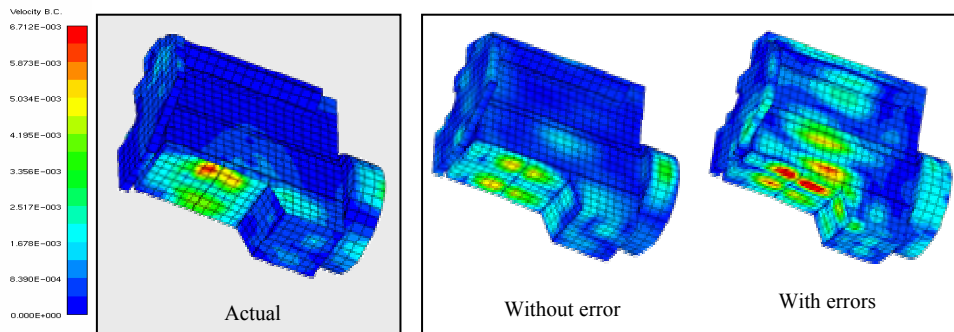 Velocity B.C.
6.712E-003
5.873E-003
5.034E-003
4.195E-003
3.356E-003
2.517E-003
1.678E-003
8.390E-004
0.000E+000
Actual
Without error
With errors